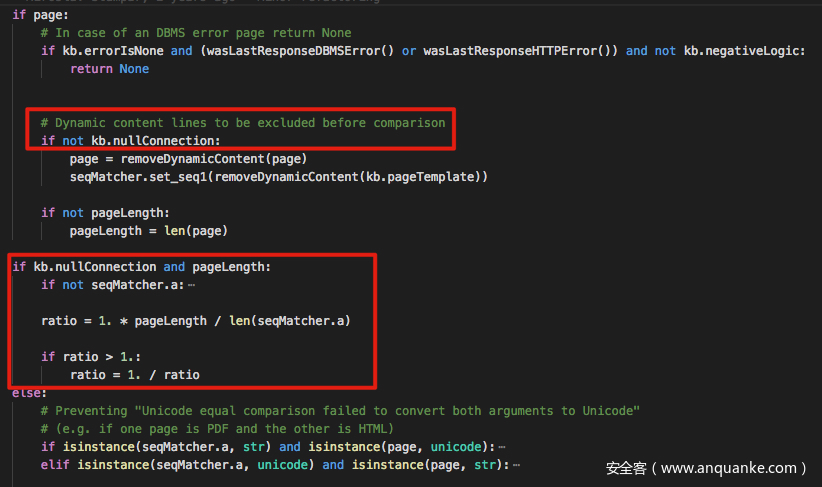 if page:
# In case of an DBMS error page return None
if kb.errorIsNone and (wasLastResponseDBMSError() or wasLastResponseHTTPError()) and not kb.negativeLogic:
return None
# Dynamic content lines to be excluded before comparison
if not kb.nullConnection:
page = removeDynamicContent(page)
seqMatcher.set_seq1(removeDynamicContent(kb.pageTemplate))
if not pageLength:
pageLength = len(page)
if kb.nullConnection and pageLength:
if not seqMatcher.a:⋯
ratio = 1. * pageLength / len(seqMatcher.a)
if ratio > 1.:
ratio = 1. / ratio
else:
# Preventing "Unicode equal comparison failed to convert both arguments to Unicode"
# (e.g. if one page is PDF and the other is HTML)
if isinstance(seqMatcher.a, str) and isinstance(page, unicode):⋯
elif isinstance(seqMatcher.a, unicode) and isinstance(page, str):⋯
安全客（www.anquanke.com）